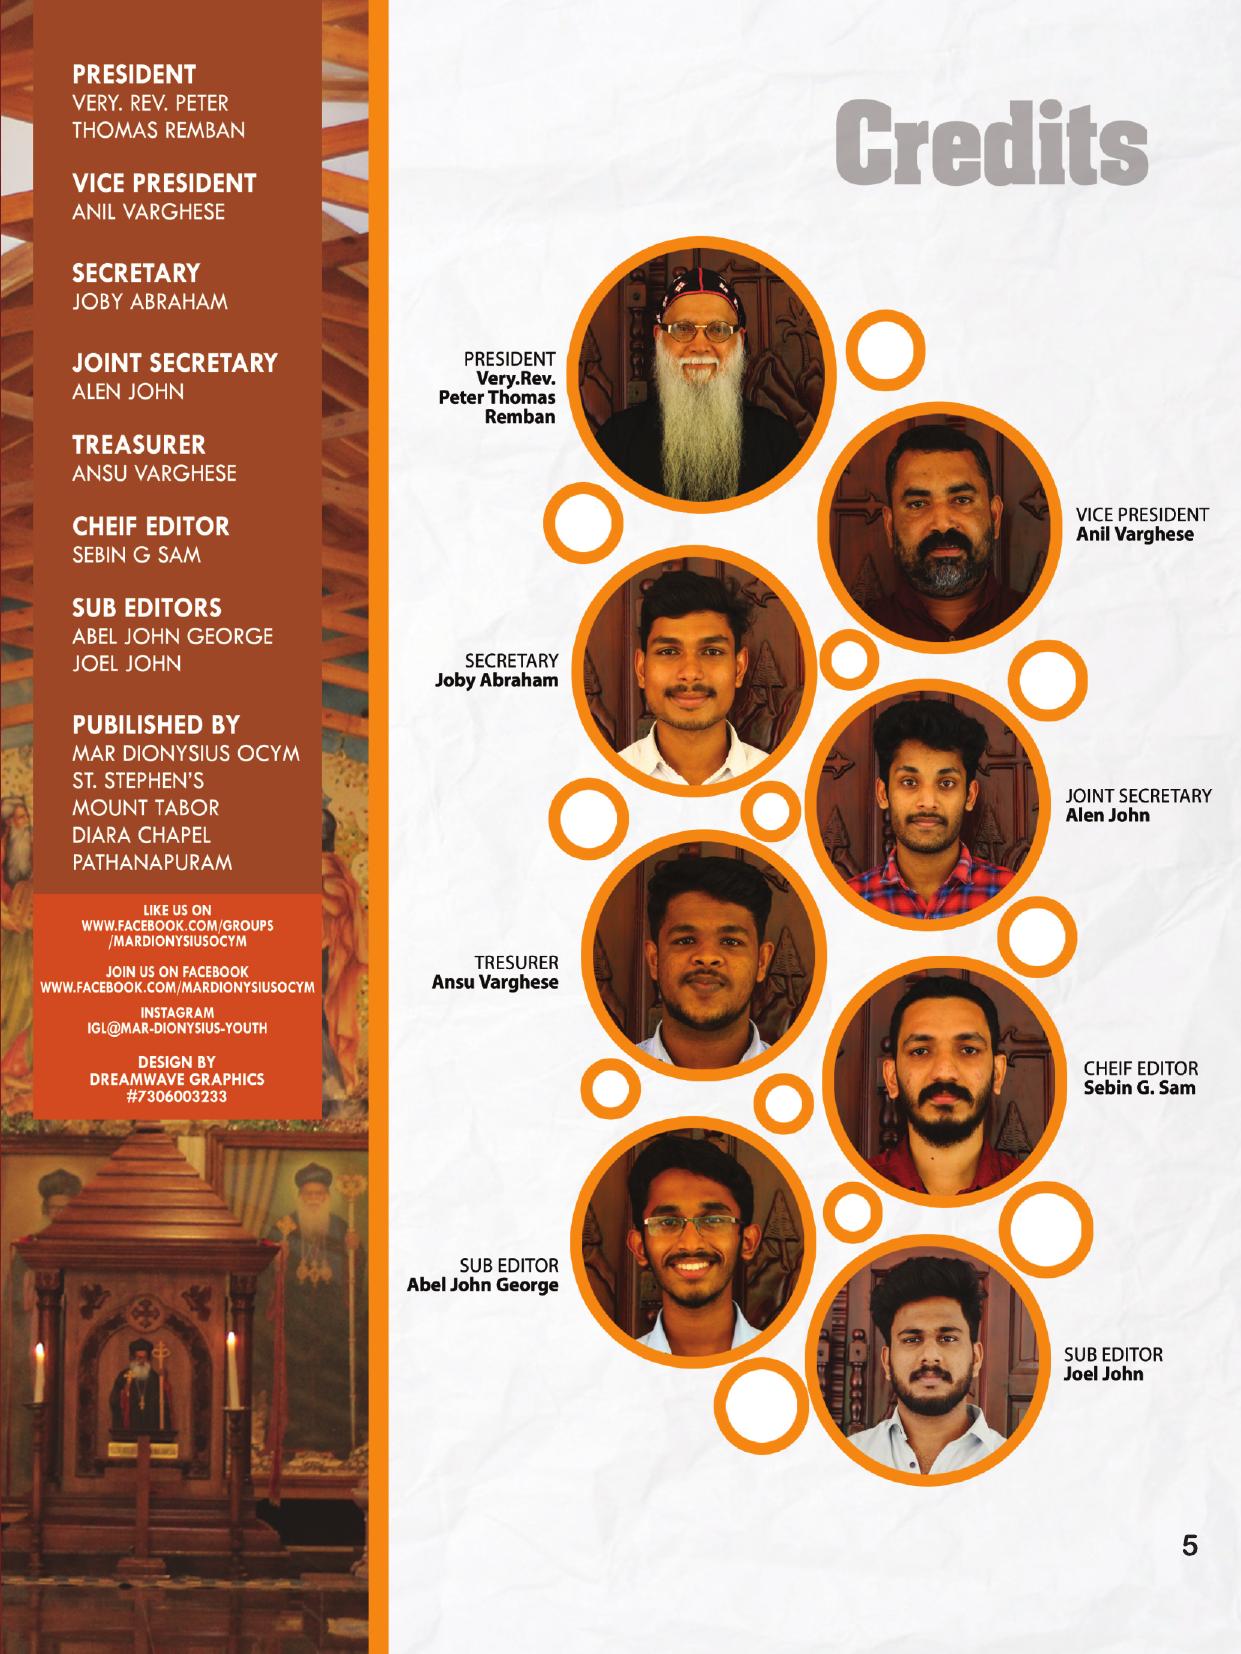 PRESIDENT
VERY. REV. PETER
THOMAS REMBAN
VICE PRESIDENT
ANIL VARGHESE
SECRETARY
JOBY ABRAHAM
JOINT SECRETARY
ALEN JOHN
TREASURER
ANSU VARGHESE
CHEIF EDITOR
SEBIN G SAM
SUB EDITORS
ABEL JOHN GEORGE
JOEL JOHN
PUBILISHED BY
MAR DIONYSIUS OCYM
ST. STEPHEN'S
MOUNT TABOR
DIARA CHAPEL
PATHANAPURAM
LIKE US ON
WWW.FACEBOOK.COM/GROUPS
/MARDIONYSIUSOCYM
JOIN US ON FACEBOOK
WWW.FACEBOOK.COM/MARDIONYSIUSOCYM
INSTAGRAM
IGL@MAR-DIONYSIUS-YOUTH
DESIGN BY
DREAMWAVE GRAPHICS
#7306003233
Credits
PRESIDENT
Very.Rev.
Peter Thomas
Remban
VICE PRESIDENT
Anil Varghese
SECRETARY
Joby Abraham
JOINT SECRETARY
Alen John
TRESURER
Ansu Varghese
CHEIF EDITOR
Sebin G. Sam
SUB EDITOR
Abel John George
SUB EDITOR
Joel John
5